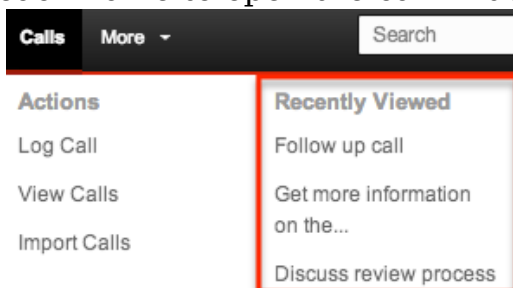 Calls More Search
Actions
Log Call
View Calls
Import Calls
Recently Viewed
Follow up call
Get more information
on the...
Discuss review process